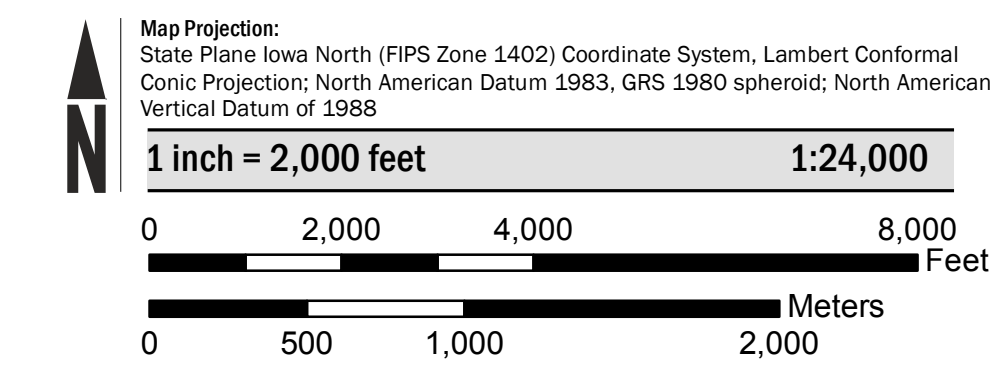 Map Projection:
State Plane Iowa North (FIPS Zone 1402) Coordinate System, Lambert Conformal
Conic Projection; North American Datum 1983, GRS 1980 spheroid; North American
Vertical Datum of 1988
N
1 inch = 2,000 feet 1:24,000
0 2,000 4,000 8,000
Feet
Meters
0 500 1,000 2,000